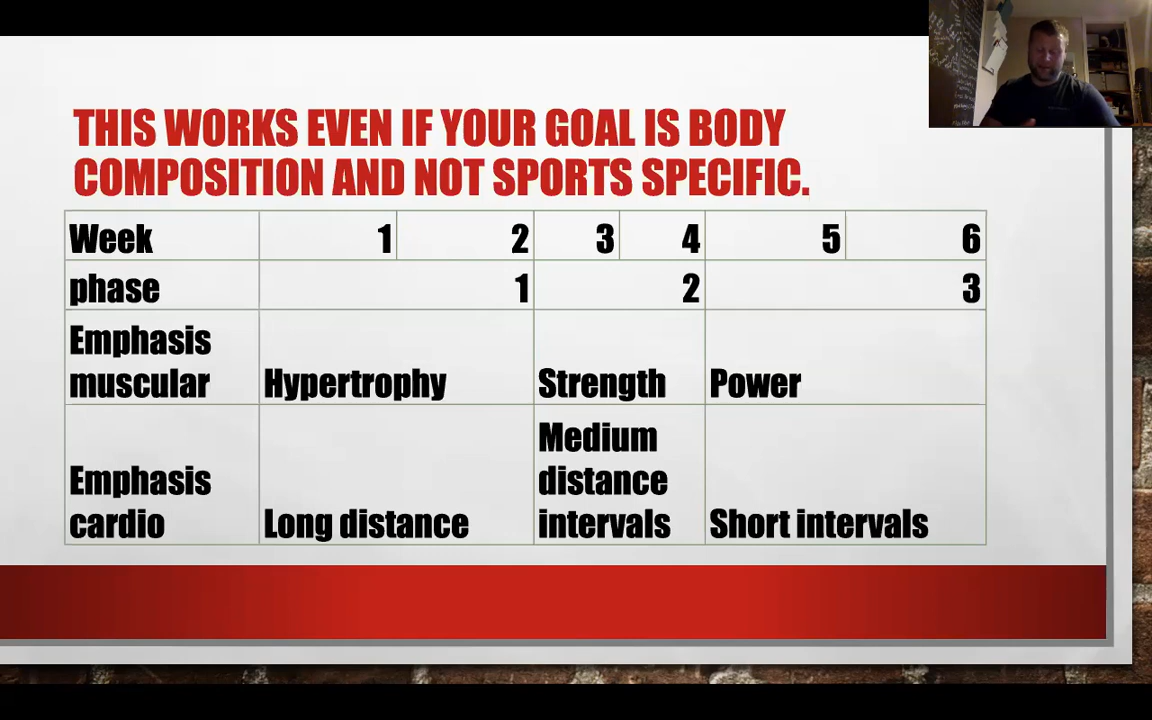 THIS WORKS EVEN IF YOUR GOAL IS BODY
COMPOSITION AND NOT SPORTS SPECIFIC.
Week 1 2 3 4 5 6
phase 1 2 3
Emphasis
muscular Hypertrophy Strength Power
Medium
Emphasis distance
cardio Long distance intervals Short intervals